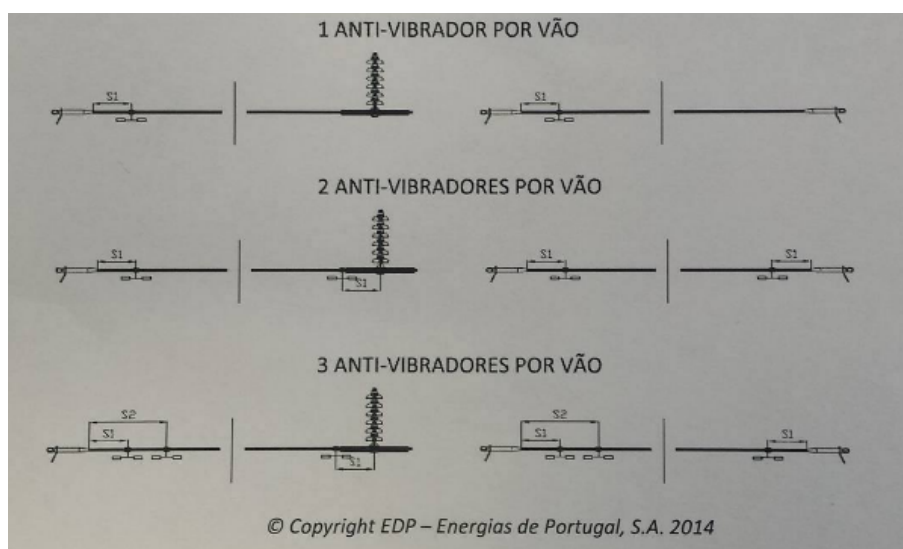 1 ANTI-VIBRADOR POR VÃO
S1
S1
2 ANTI-VIBRADORES POR VÃO
S1
S1
S1
S1
3 ANTI-VIBRADORES POR VÃO
S2
S2
S1
S1
S1
S1
© Copyright EDP – Energias de Portugal, S.A. 2014